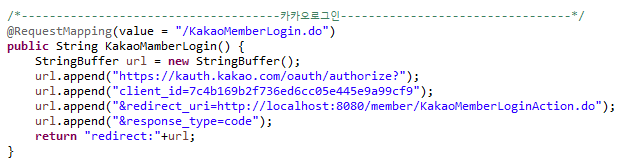 /*-------------------------------------카카오로그인---------------------------------*/
@RequestMapping(value = "/KakaoMemberLogin.do")
public String KakaoMamberLogin() {
StringBuffer url = new StringBuffer();
url.append("https://kauth.kakao.com/oauth/authorize?");
url.append("client_id=7c4b169b2f736ed6cc05e445e9a99cf9");
url.append("&redirect_uri=http://localhost:8080/member/KakaoMemberLoginAction.do");
url.append("&response_type=code");
return "redirect:"+url;
}